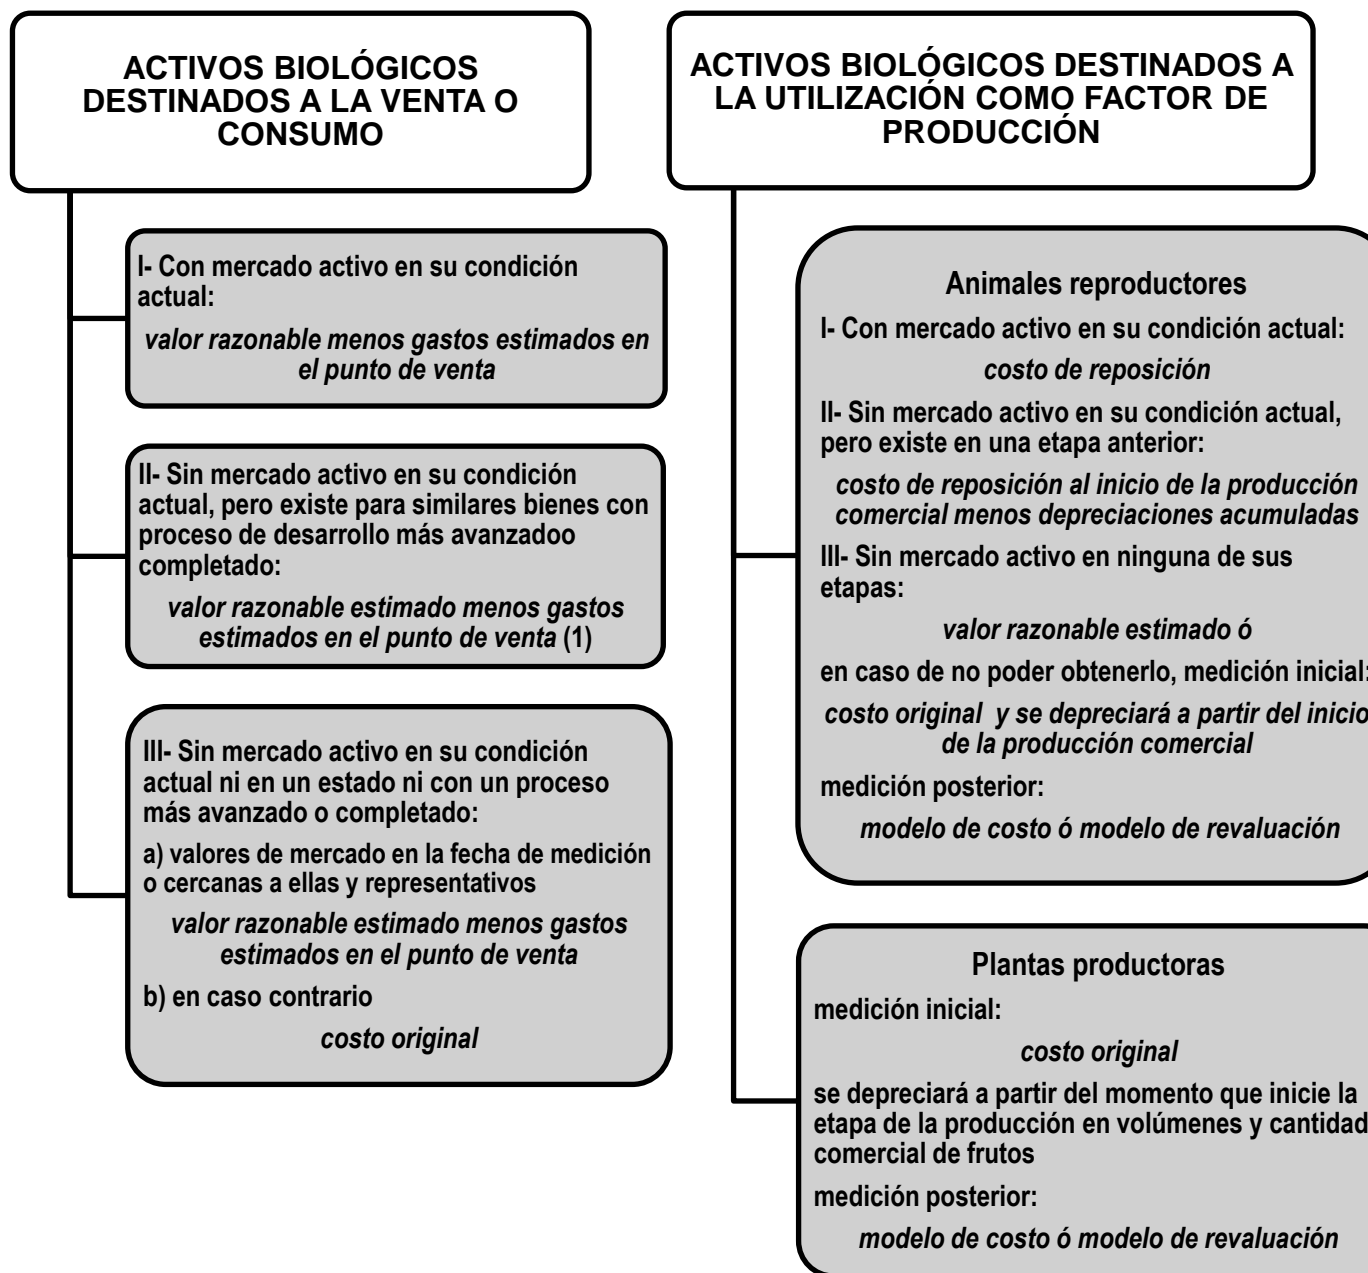 ACTIVOS BIOLÓGICOS
DESTINADOS A LA VENTA O
CONSUMO
I- Con mercado activo en su condición
actual:
valor razonable menos gastos estimados en
el punto de venta
II- Sin mercado activo en su condición
actual, pero existe para similares bienes con
proceso de desarrollo más avanzadoo
completado:
valor razonable estimado menos gastos
estimados en el punto de venta (1)
III- Sin mercado activo en su condición
actual ni en un estado ni con un proceso
más avanzado o completado:
a) valores de mercado en la fecha de medición
o cercanas a ellas y representativos
valor razonable estimado menos gastos
estimados en el punto de venta
b) en caso contrario
costo original
ACTIVOS BIOLÓGICOS DESTINADOS A
LA UTILIZACIÓN COMO FACTOR DE
PRODUCCIÓN
Animales reproductores
I- Con mercado activo en su condición actual:
costo de reposición
II- Sin mercado activo en su condición actual,
pero existe en una etapa anterior:
costo de reposición al inicio de la producción
comercial menos depreciaciones acumuladas
III- Sin mercado activo en ninguna de sus
etapas:
valor razonable estimado ó
en caso de no poder obtenerlo, medición inicial:
costo original y se depreciará a partir del inicio
de la producción comercial
medición posterior:
modelo de costo ó modelo de revaluación
Plantas productoras
medición inicial:
costo original
se depreciará a partir del momento que inicie la
etapa de la producción en volúmenes y cantidad
comercial de frutos
medición posterior:
modelo de costo ó modelo de revaluación